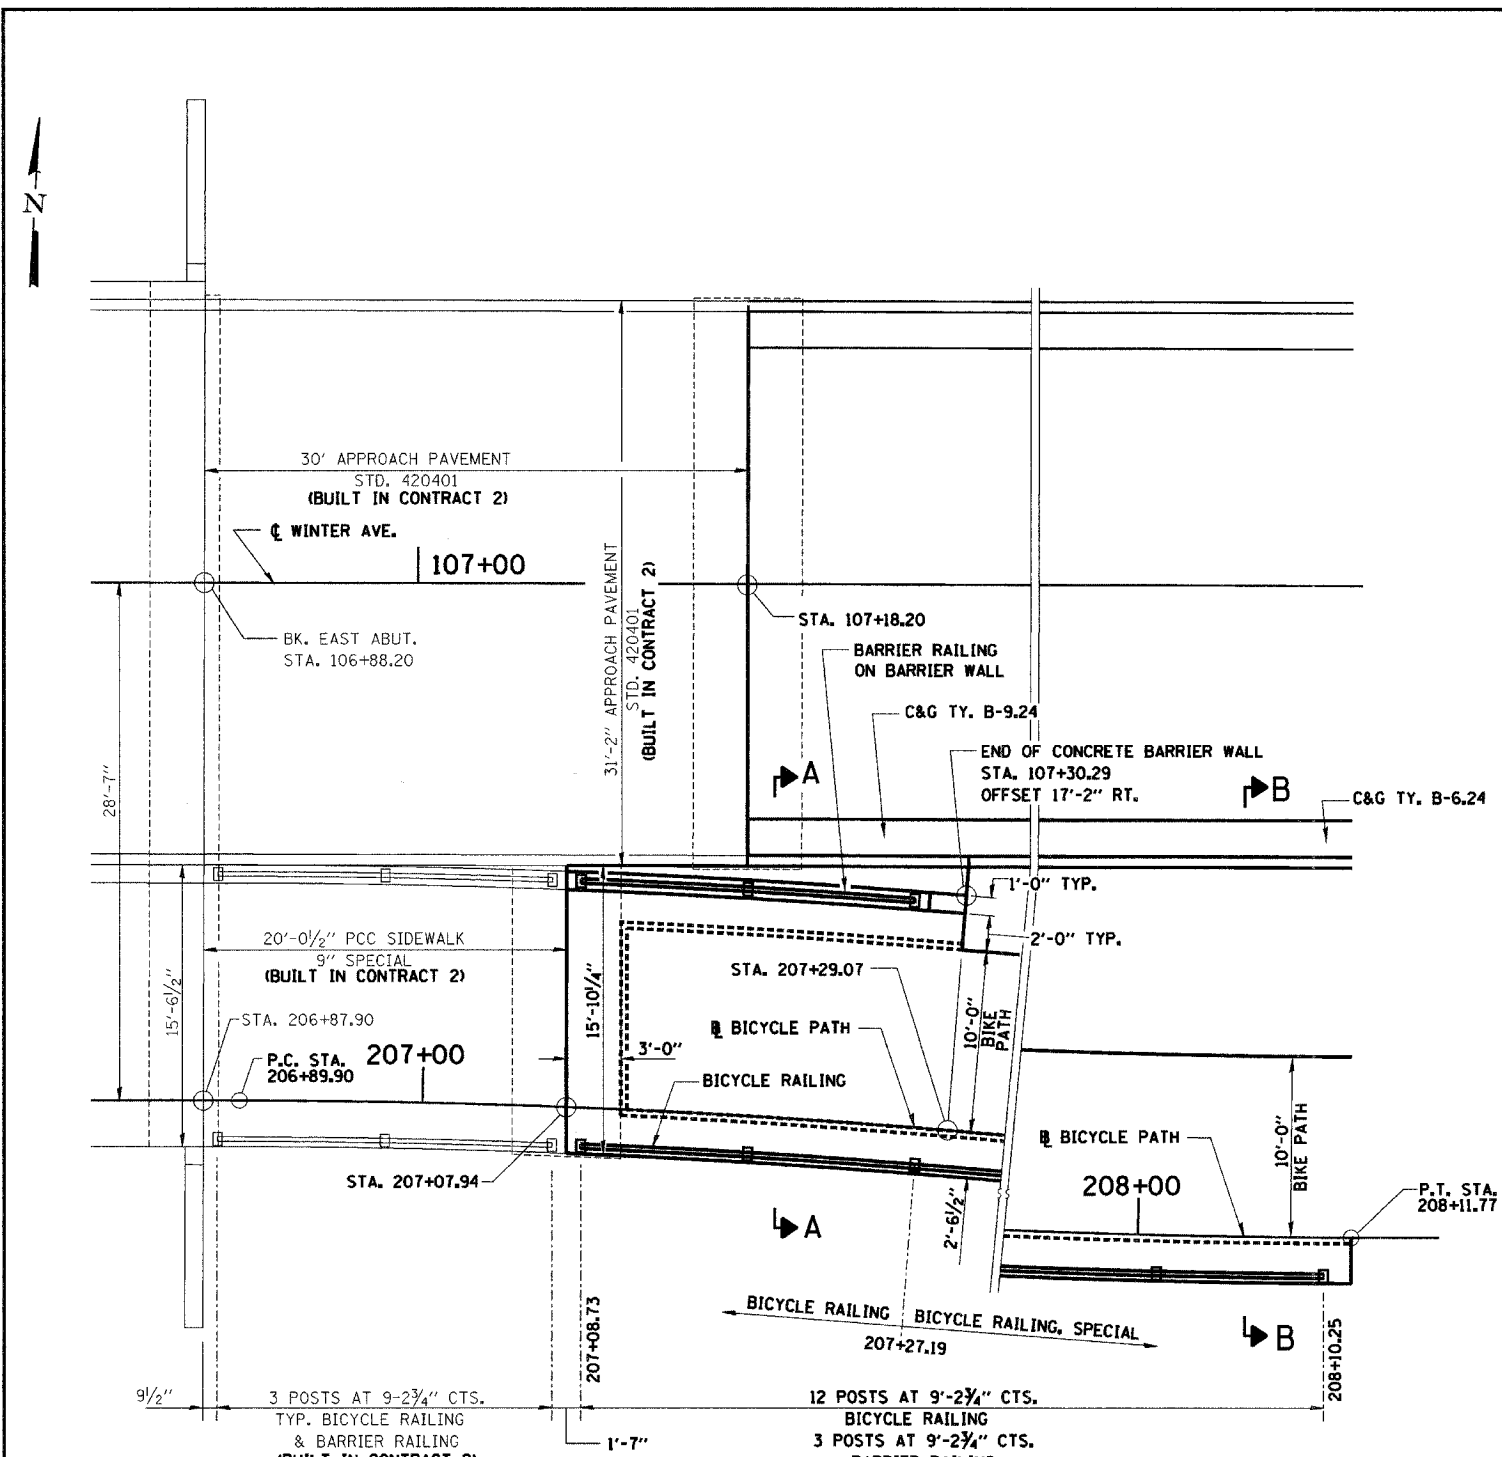 N
30' APPROACH PAVEMENT
STD. 420401
(BUILT IN CONTRACT 2)
℄ WINTER AVE.
107+00
BK. EAST ABUT.
STA. 106+88.20
31'-2" APPROACH PAVEMENT
STD. 420401
(BUILT IN CONTRACT 2)
STA. 107+18.20
BARRIER RAILING
ON BARRIER WALL
C&G TY. B-9.24
END OF CONCRETE BARRIER WALL
STA. 107+30.29
OFFSET 17'-2" RT.
A
B
C&G TY. B-6.24
28'-7"
1'-0" TYP.
2'-0" TYP.
20'-0½" PCC SIDEWALK
9" SPECIAL
(BUILT IN CONTRACT 2)
15'-6½"
15'-10¼"
STA. 207+29.07
STA. 206+87.90
P.C. STA.
206+89.90
207+00
3'-0"
BICYCLE PATH
10'-0"
BIKE
PATH
BICYCLE RAILING
BICYCLE PATH
10'-0"
BIKE PATH
STA. 207+07.94
208+00
P.T. STA.
208+11.77
A
2'-6½"
BICYCLE RAILING
BICYCLE RAILING, SPECIAL
207+27.19
B
207+08.73
208+10.25
9½"
3 POSTS AT 9-2¾" CTS.
TYP. BICYCLE RAILING
& BARRIER RAILING
1'-7"
12 POSTS AT 9'-2¾" CTS.
BICYCLE RAILING
3 POSTS AT 9'-2¾" CTS.